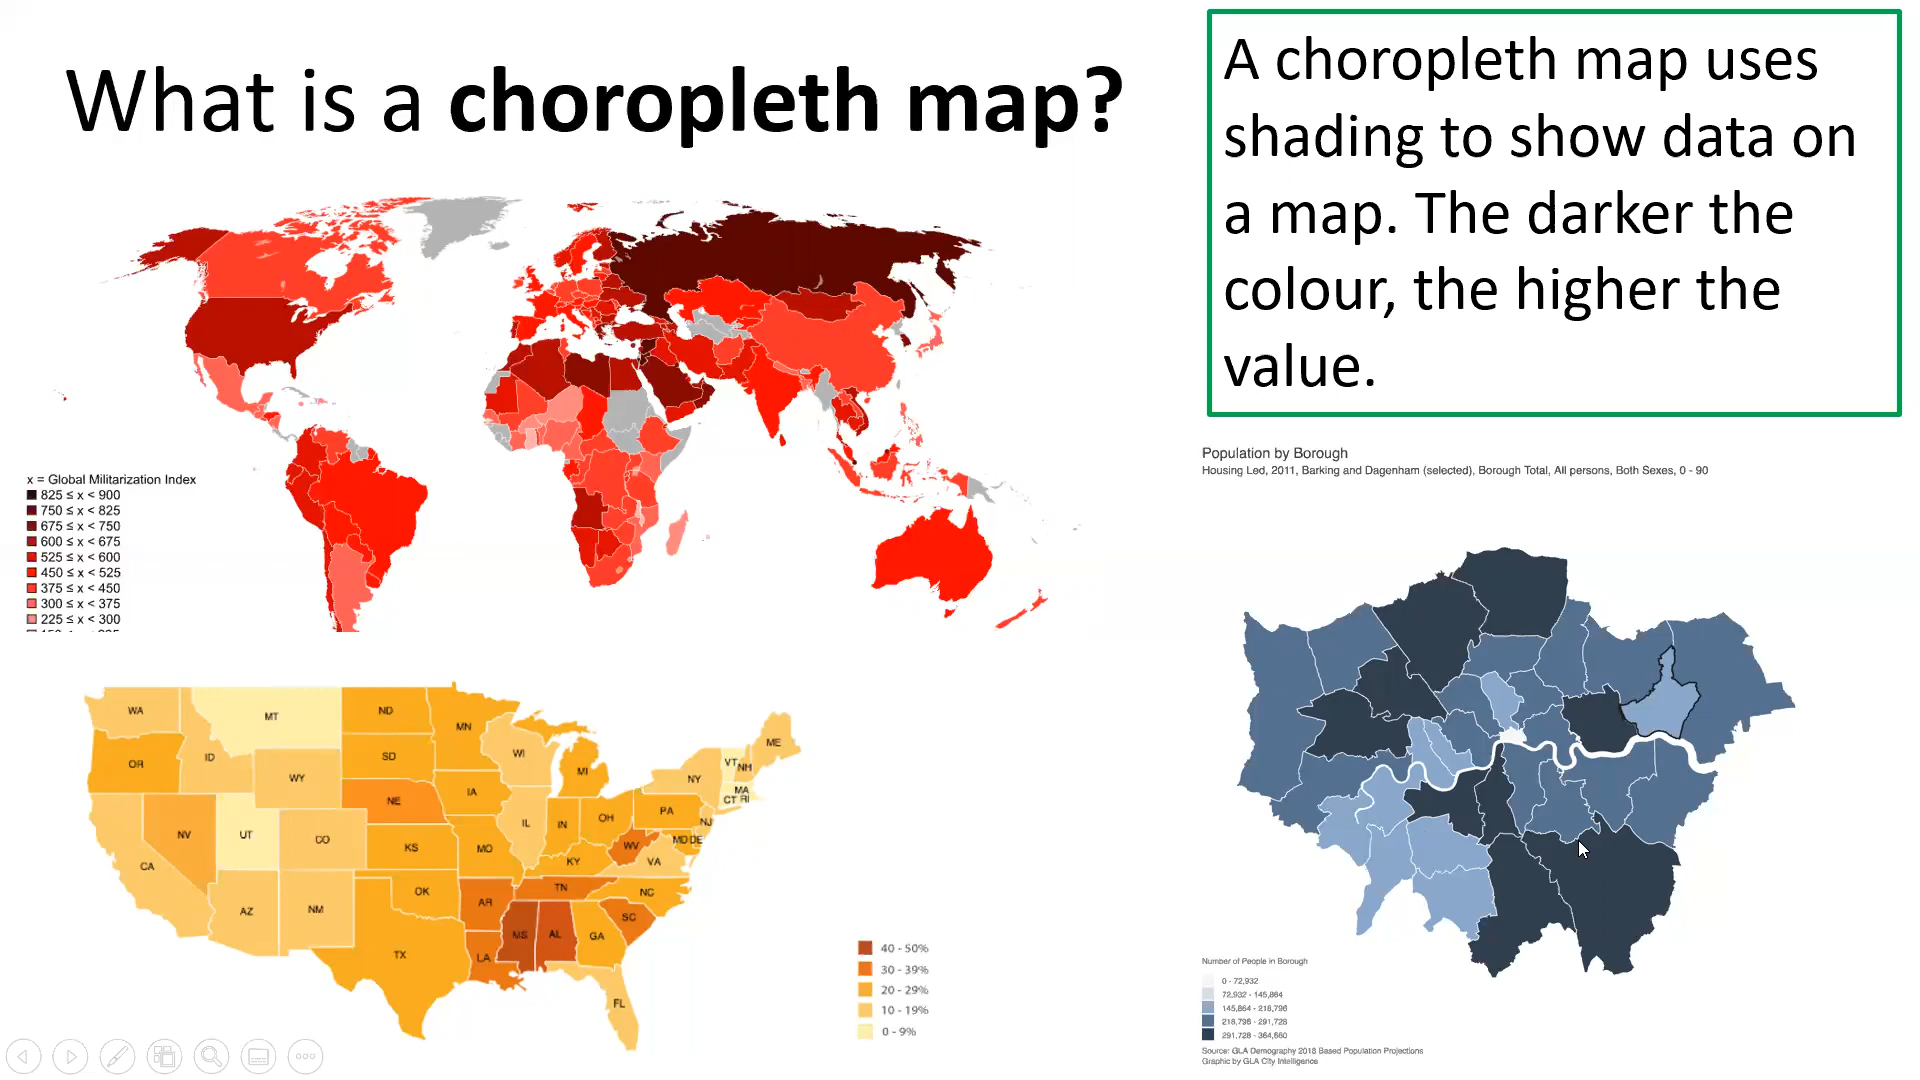 What is a choropleth map?
A choropleth map uses
shading to show data on
a map. The darker the
colour, the higher the
value.
x = Global Militarization Index
825 ≤ x < 900
750 ≤ x < 825
675 ≤ x < 750
600 ≤ x < 675
525 ≤ x < 600
450 ≤ x < 525
375 ≤ x < 450
300 ≤ x < 375
225 ≤ x < 300
Population by Borough
Housing Led, 2011, Barking and Dagenham (selected), Borough Total, All persons, Both Sexes, 0 - 90
WA
MT
ND
MN
OR
ID
WY
SD
WI
MI
NY
VT
NH
ME
MA
CT RI
NE
IA
PA
NJ
NV
UT
CO
KS
MO
IL
IN
OH
WV
MD DE
VA
KY
CA
AZ
NM
OK
AR
TN
NC
SC
TX
LA
MS
AL
GA
FL
40 - 50%
30 - 39%
20 - 29%
10 - 19%
0 - 9%
Number of People in Borough
0 - 72,932
72,932 - 145,864
145,864 - 218,796
218,796 - 291,728
291,728 - 364,660
Source: GLA Demography 2018 Based Population Projections
Graphic by GLA City Intelligence